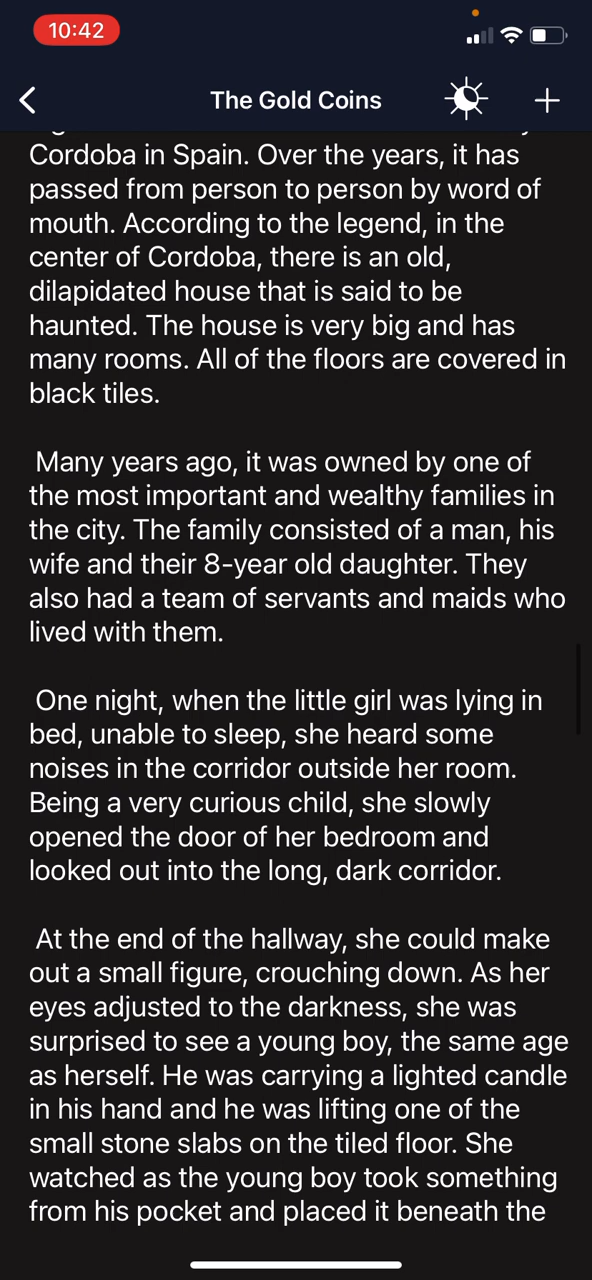 10:42
The Gold Coins
Cordoba in Spain. Over the years, it has
passed from person to person by word of
mouth. According to the legend, in the
center of Cordoba, there is an old,
dilapidated house that is said to be
haunted. The house is very big and has
many rooms. All of the floors are covered in
black tiles.
Many years ago, it was owned by one of
the most important and wealthy families in
the city. The family consisted of a man, his
wife and their 8-year old daughter. They
also had a team of servants and maids who
lived with them.
One night, when the little girl was lying in
bed, unable to sleep, she heard some
noises in the corridor outside her room.
Being a very curious child, she slowly
opened the door of her bedroom and
looked out into the long, dark corridor.
At the end of the hallway, she could make
out a small figure, crouching down. As her
eyes adjusted to the darkness, she was
surprised to see a young boy, the same age
as herself. He was carrying a lighted candle
in his hand and he was lifting one of the
small stone slabs on the tiled floor. She
watched as the young boy took something
from his pocket and placed it beneath the